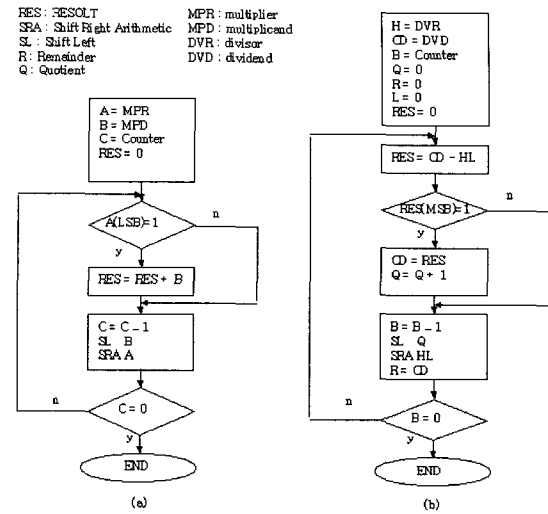 RES : RESOLT
SRA : Shift Right Arithmetic
SL : Shift Left
R : Remainder
Q : Quotient
MPR : multiplier
MPD : multiplicend
DVR : divisor
DVD : dividend
A = MPR
B = MPD
C = Counter
RES = 0
A(LSB)=1
n
y
RES = RES + B
C = C - 1
SL B
SRA A
n
C = 0
y
END
(a)
H = DVR
CD = DVD
B = Counter
Q = 0
R = 0
L = 0
RES = 0
RES = CD - HL
RES(MSB)=1
n
y
CD = RES
Q = Q + 1
B = B - 1
SL Q
SRA HL
R = CD
n
B = 0
y
END
(b)